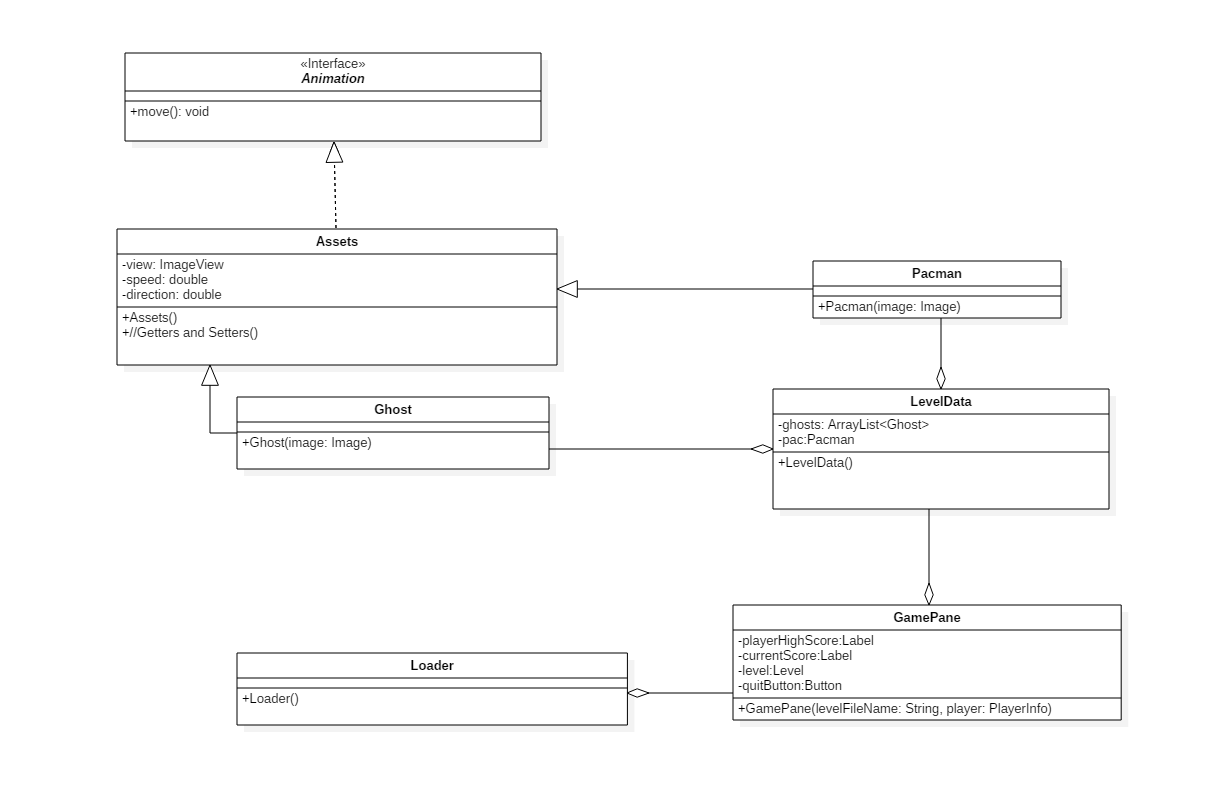 «Interface»
Animation
+move(): void
Assets
-view: ImageView
-speed: double
-direction: double
+Assets()
+//Getters and Setters()
Pacman
+Pacman(image: Image)
Ghost
+Ghost(image: Image)
LevelData
-ghosts: ArrayList<Ghost>
-pac:Pacman
+LevelData()
GamePane
-playerHighScore:Label
-currentScore:Label
-level:Level
-quitButton:Button
+GamePane(levelFileName: String, player: PlayerInfo)
Loader
+Loader()